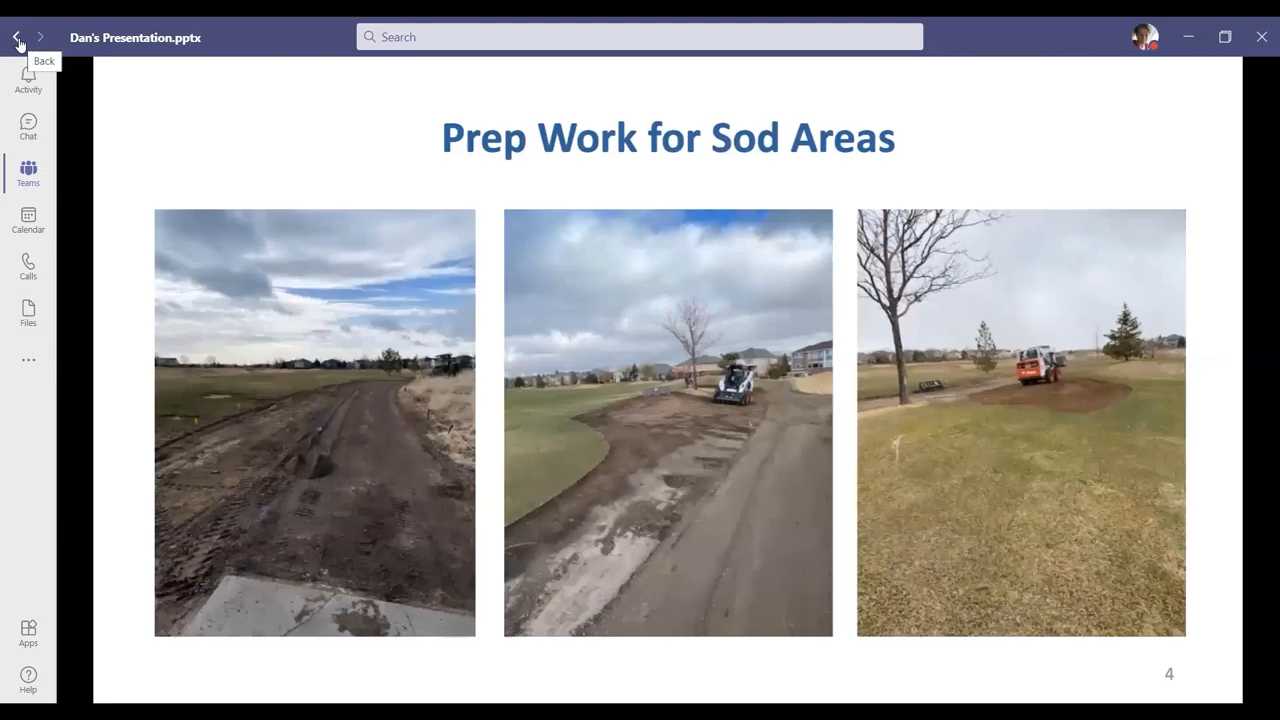 Dan's Presentation.pptx
Search
Back
Activity
Chat
Teams
Calendar
Calls
Files
Apps
Help
Prep Work for Sod Areas
4